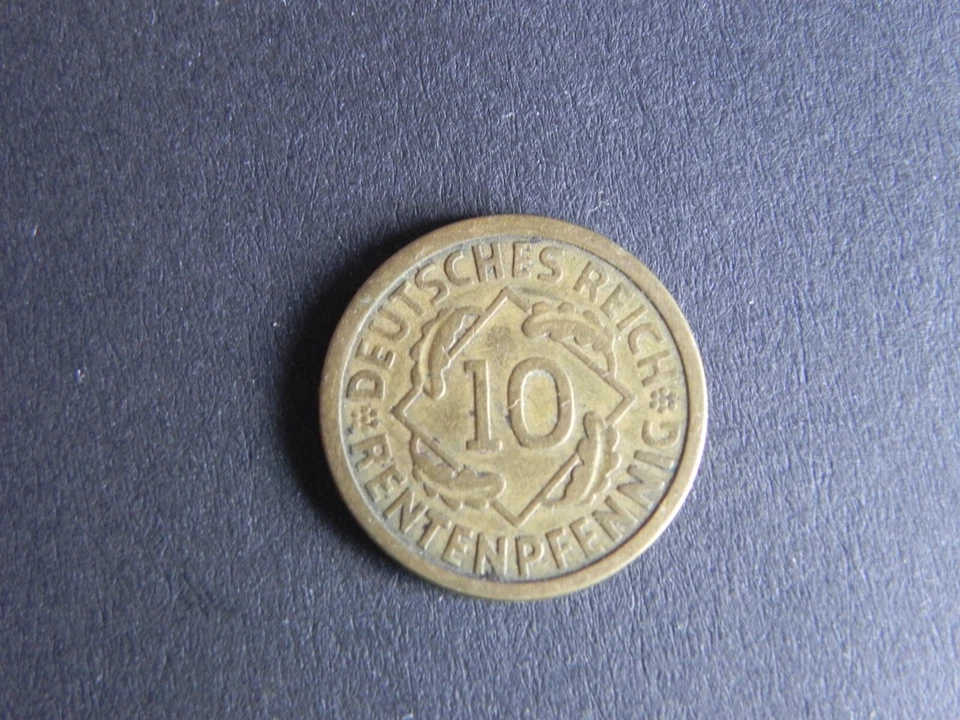 DEUTSCHES REICH
10
RENTENPFENNIG